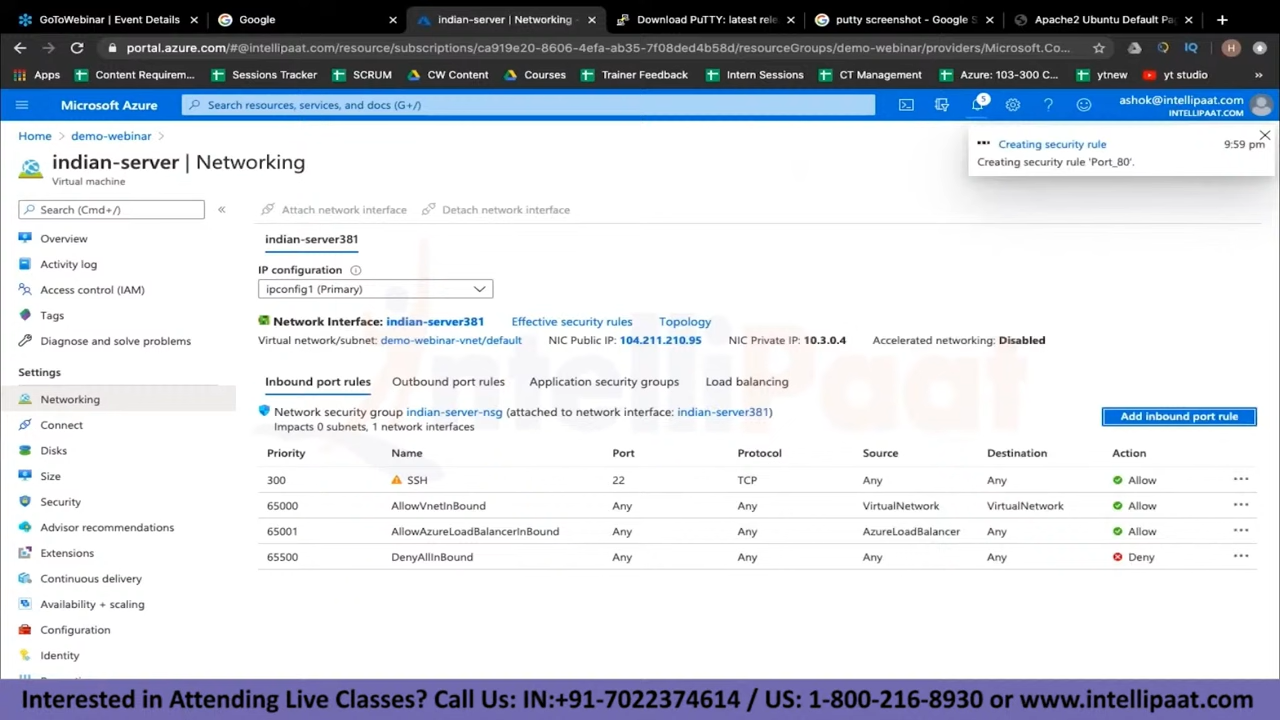 GoToWebinar | Event Details
Google
indian-server | Networking -
Download PuTTY: latest rele
putty screenshot - Google S
Apache2 Ubuntu Default Pa
portal.azure.com/#@intellipaat.com/resource/subscriptions/ca919e20-8606-4efa-ab35-7f08ded4b58d/resourceGroups/demo-webinar/providers/Microsoft.Co...
H
Apps
Content Requirem...
Sessions Tracker
SCRUM
CW Content
Courses
Trainer Feedback
Intern Sessions
CT Management
Azure: 103-300 C...
ytnew
yt studio
»
Microsoft Azure
Search resources, services, and docs (G+/)
5
ashok@intellipaat.com
INTELLIPAAT.COM
Home > demo-webinar >
indian-server | Networking
Virtual machine
Creating security rule 9:59 pm
Creating security rule 'Port_80'.
Search (Cmd+/)
«
Attach network interface
Detach network interface
Overview
Activity log
Access control (IAM)
Tags
Diagnose and solve problems
Settings
Networking
Connect
Disks
Size
Security
Advisor recommendations
Extensions
Continuous delivery
Availability + scaling
Configuration
Identity
indian-server381
IP configuration
ipconfig1 (Primary)
Network Interface: indian-server381 Effective security rules Topology
Virtual network/subnet: demo-webinar-vnet/default NIC Public IP: 104.211.210.95 NIC Private IP: 10.3.0.4 Accelerated networking: Disabled
Inbound port rules Outbound port rules Application security groups Load balancing
Network security group indian-server-nsg (attached to network interface: indian-server381)
Impacts 0 subnets, 1 network interfaces
Add inbound port rule
Priority Name Port Protocol Source Destination Action
300 SSH 22 TCP Any Any Allow ...
65000 AllowVnetInBound Any Any VirtualNetwork VirtualNetwork Allow ...
65001 AllowAzureLoadBalancerInBound Any Any AzureLoadBalancer Any Allow ...
65500 DenyAllInBound Any Any Any Any Deny ...
IntelliPaat
Interested in Attending Live Classes? Call Us: IN:+91-7022374614 / US: 1-800-216-8930 or www.intellipaat.com